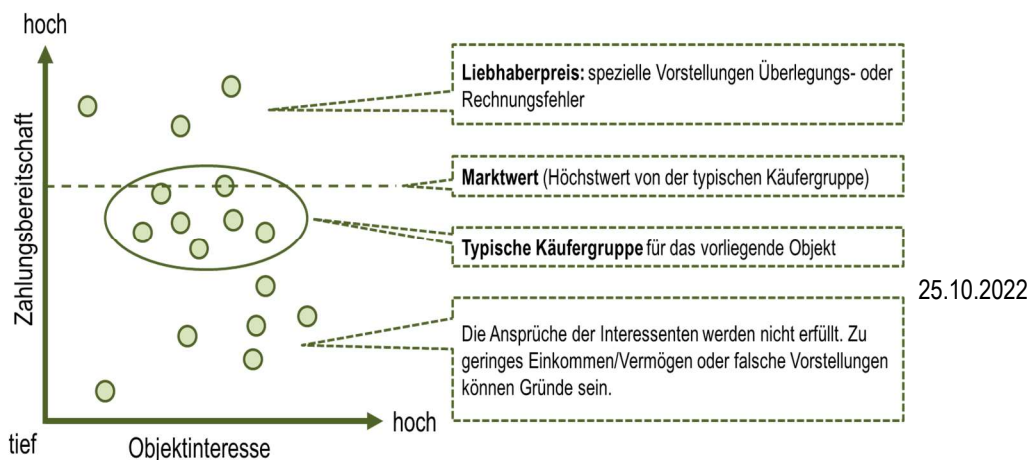 hoch
Zahlungsbereitschaft
Liebhaberpreis: spezielle Vorstellungen Überlegungs- oder
Rechnungsfehler
Marktwert (Höchstwert von der typischen Käufergruppe)
Typische Käufergruppe für das vorliegende Objekt
25.10.2022
Die Ansprüche der Interessenten werden nicht erfüllt. Zu
geringes Einkommen/Vermögen oder falsche Vorstellungen
können Gründe sein.
hoch
tief
Objektinteresse